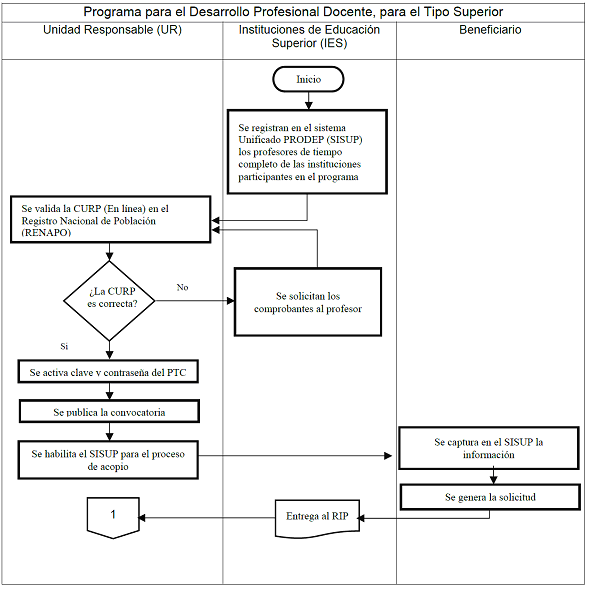 Programa para el Desarrollo Profesional Docente, para el Tipo Superior
Unidad Responsable (UR)
Instituciones de Educación
Superior (IES)
Beneficiario
Inicio
Se registran en el sistema
Unificado PRODEP (SISUP)
los profesores de tiempo
completo de las instituciones
participantes en el programa
Se valida la CURP (En línea) en el
Registro Nacional de Población
(RENAPO)
¿La CURP
es correcta?
No
Se solicitan los
comprobantes al profesor
Si
Se activa clave y contraseña del PTC
Se publica la convocatoria
Se habilita el SISUP para el proceso
de acopio
Se captura en el SISUP la
información
Se genera la solicitud
Entrega al RIP
1